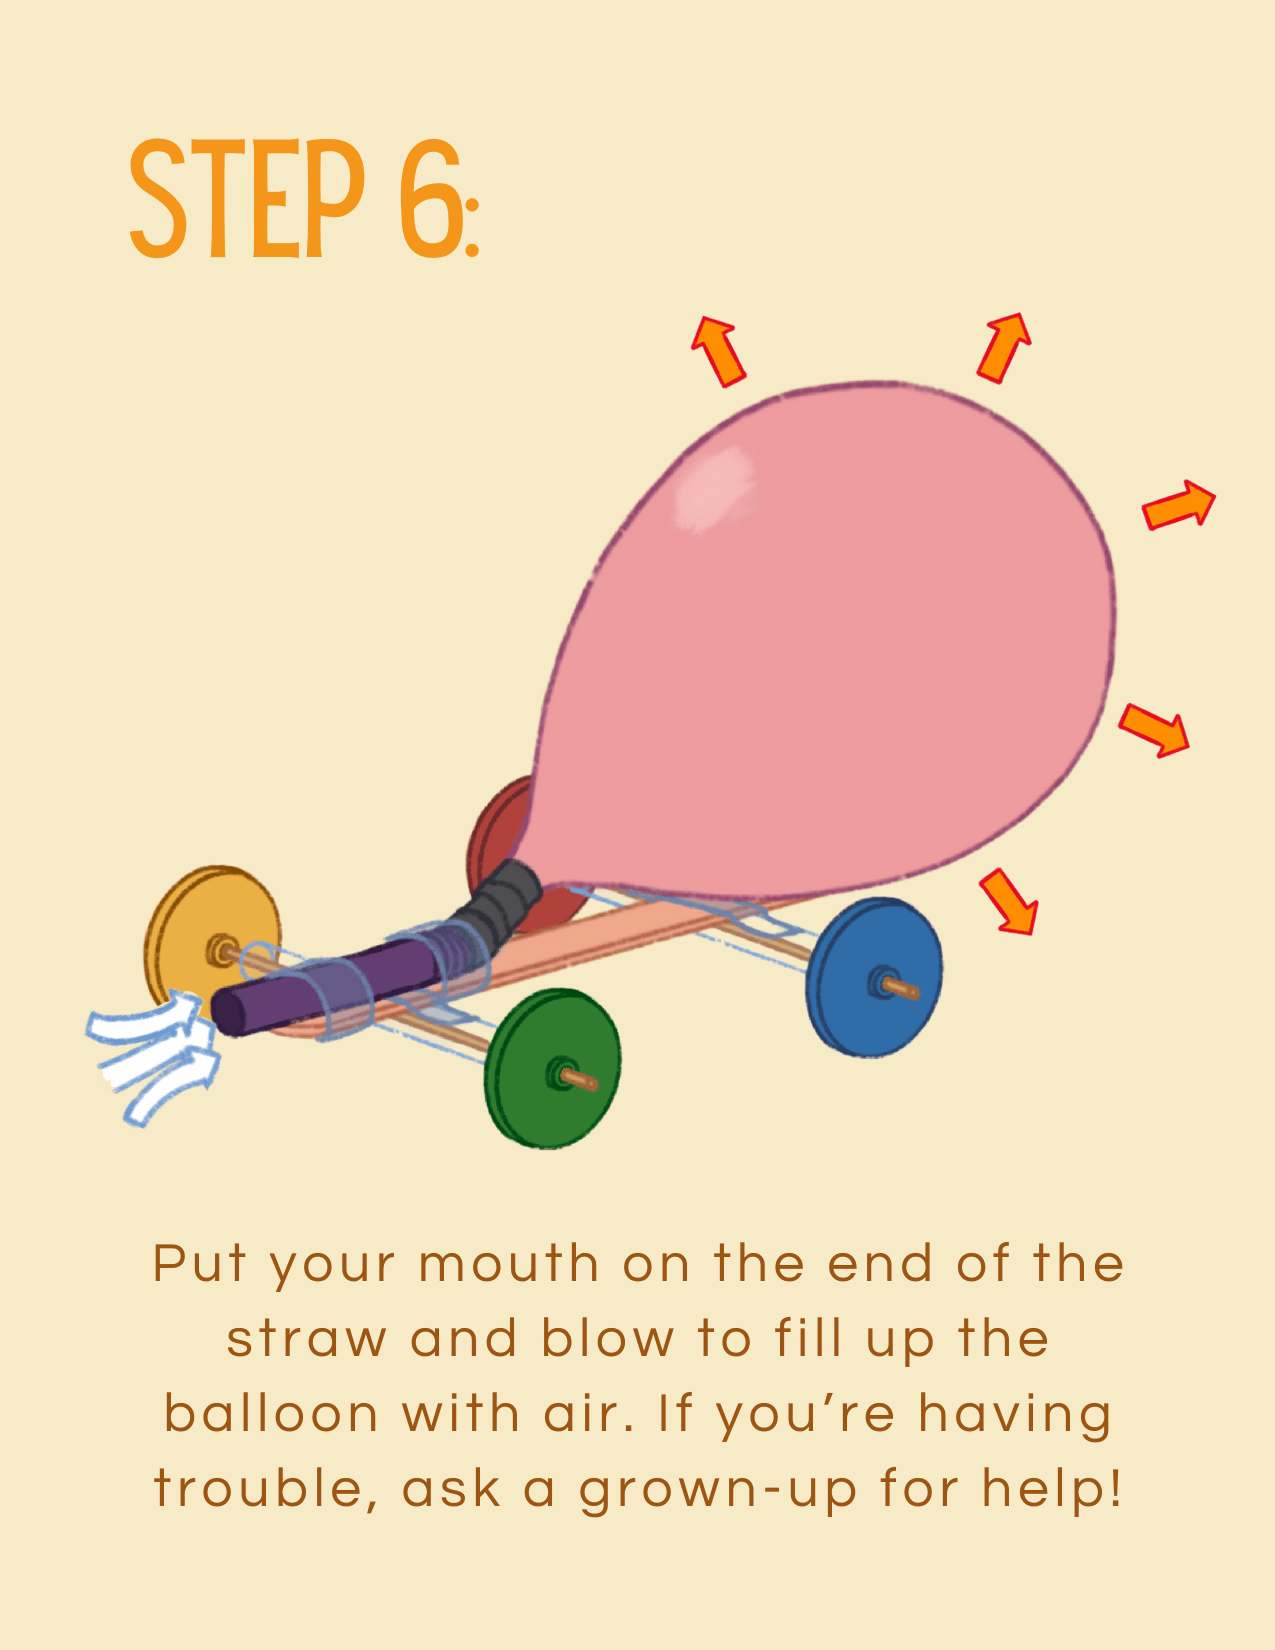 STEP 6:
Put your mouth on the end of the
straw and blow to fill up the
balloon with air. If you’re having
trouble, ask a grown-up for help!